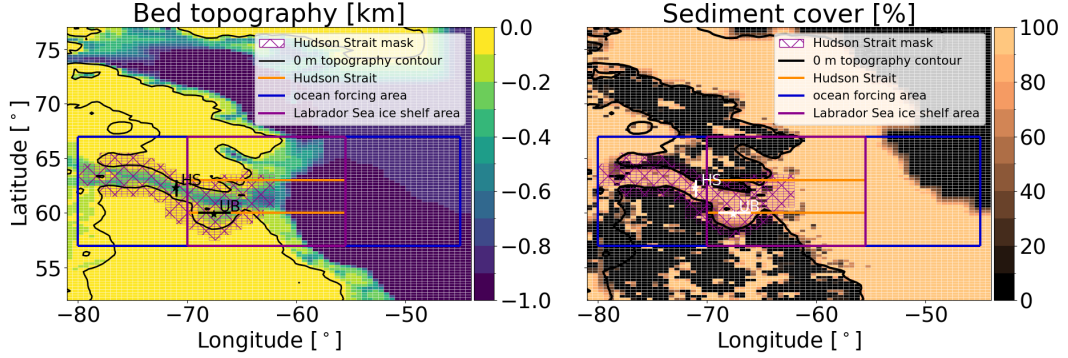 Bed topography [km]
Hudson Strait mask
0 m topography contour
Hudson Strait
ocean forcing area
Labrador Sea ice shelf area
HS
UB
75
70
65
60
55
Latitude [°]
−80
−70
−60
−50
Longitude [°]
0.0
−0.2
−0.4
−0.6
−0.8
−1.0
Sediment cover [%]
Hudson Strait mask
0 m topography contour
Hudson Strait
ocean forcing area
Labrador Sea ice shelf area
HS
UB
−80
−70
−60
−50
Longitude [°]
100
80
60
40
20
0